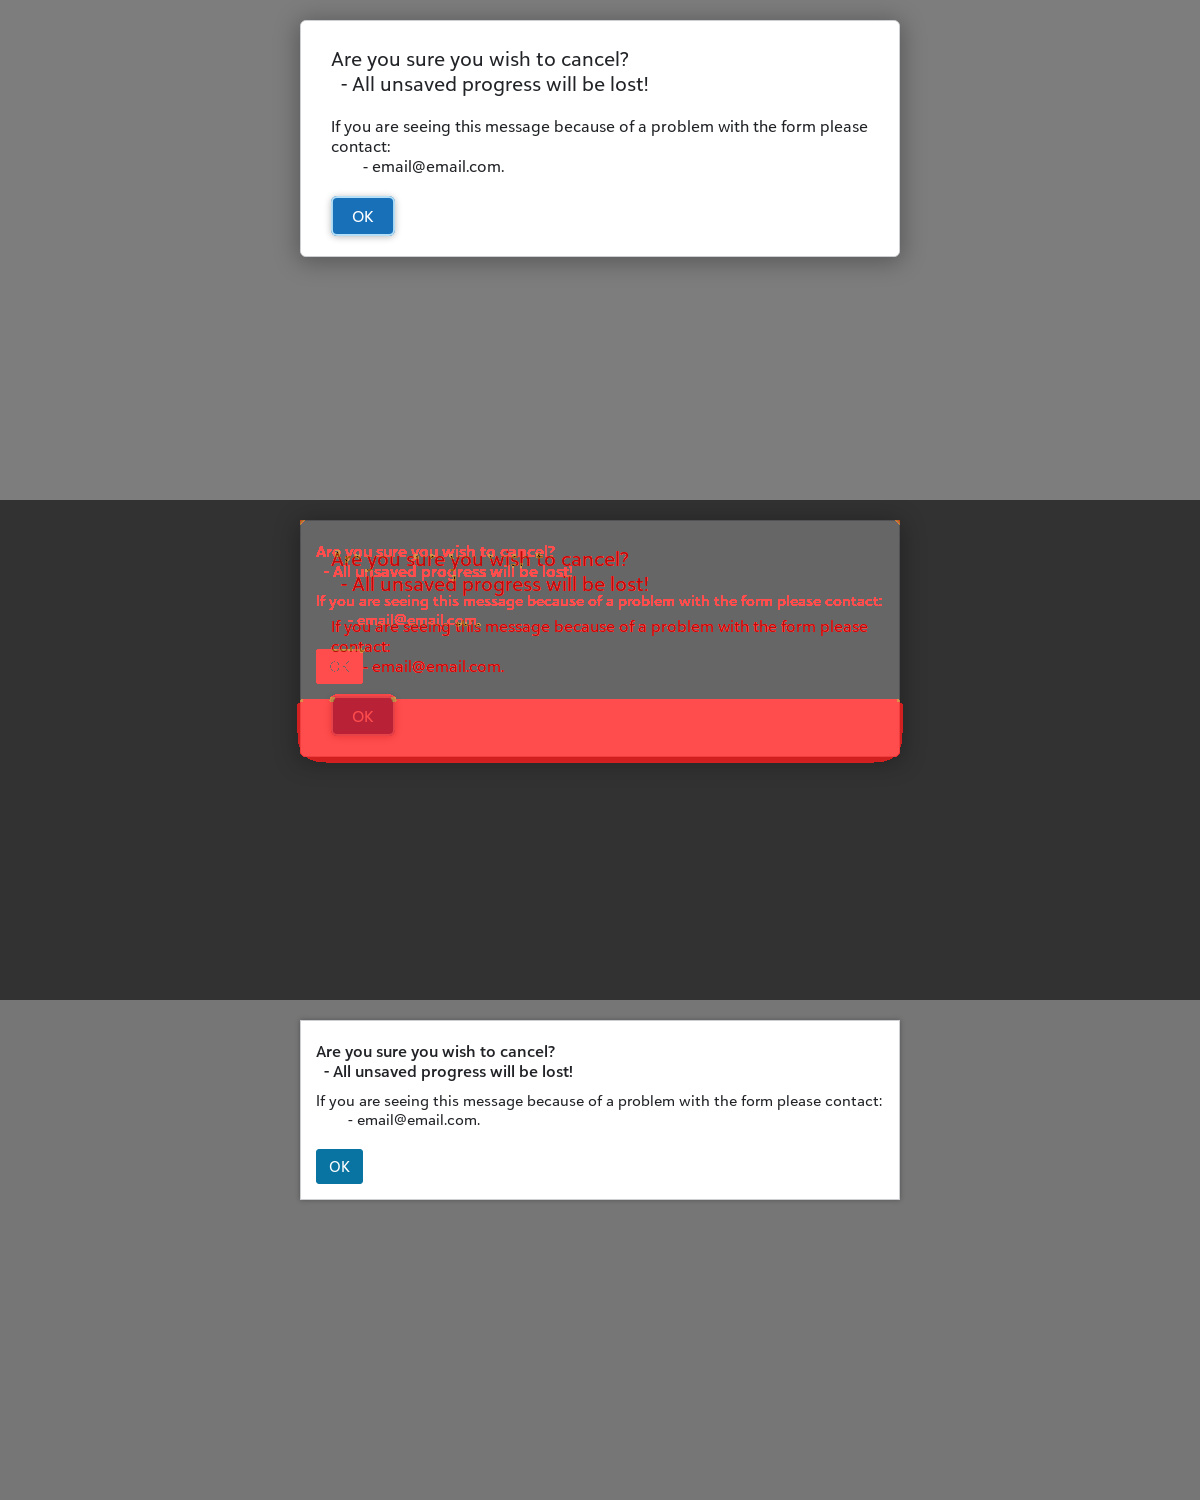 Are you sure you wish to cancel?
- All unsaved progress will be lost!
If you are seeing this message because of a problem with the form please
contact:
- email@email.com.
OK
Are you sure you wish to cancel?
Are you sure you wish to cancel?
- All unsaved progress will be lost!
- All unsaved progress will be lost!
If you are seeing this message because of a problem with the form please contact:
- email@email.com.
If you are seeing this message because of a problem with the form please
contact:
OK
- email@email.com.
OK
Are you sure you wish to cancel?
- All unsaved progress will be lost!
If you are seeing this message because of a problem with the form please contact:
- email@email.com.
OK